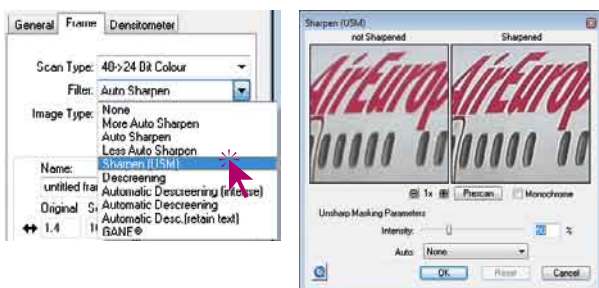 General Frame Densitometer
Scan Type: 48->24 Bit Colour
Filter: Auto Sharpen
Image Type: None
More Auto Sharpen
Auto Sharpen
Less Auto Sharpen
Sharpen (USM)
Descreening
Automatic Descreening (intense)
Automatic Descreening
Automatic Desc.(retain text)
GANE®
Name:
untitled fra
Original
1.4
Sharpen (USM)
not Sharpened Sharpened
AirEurop AirEurop
1x Prescan Monochrome
Unsharp Masking Parameters
Intensity: %
Auto: None
OK Reset Cancel